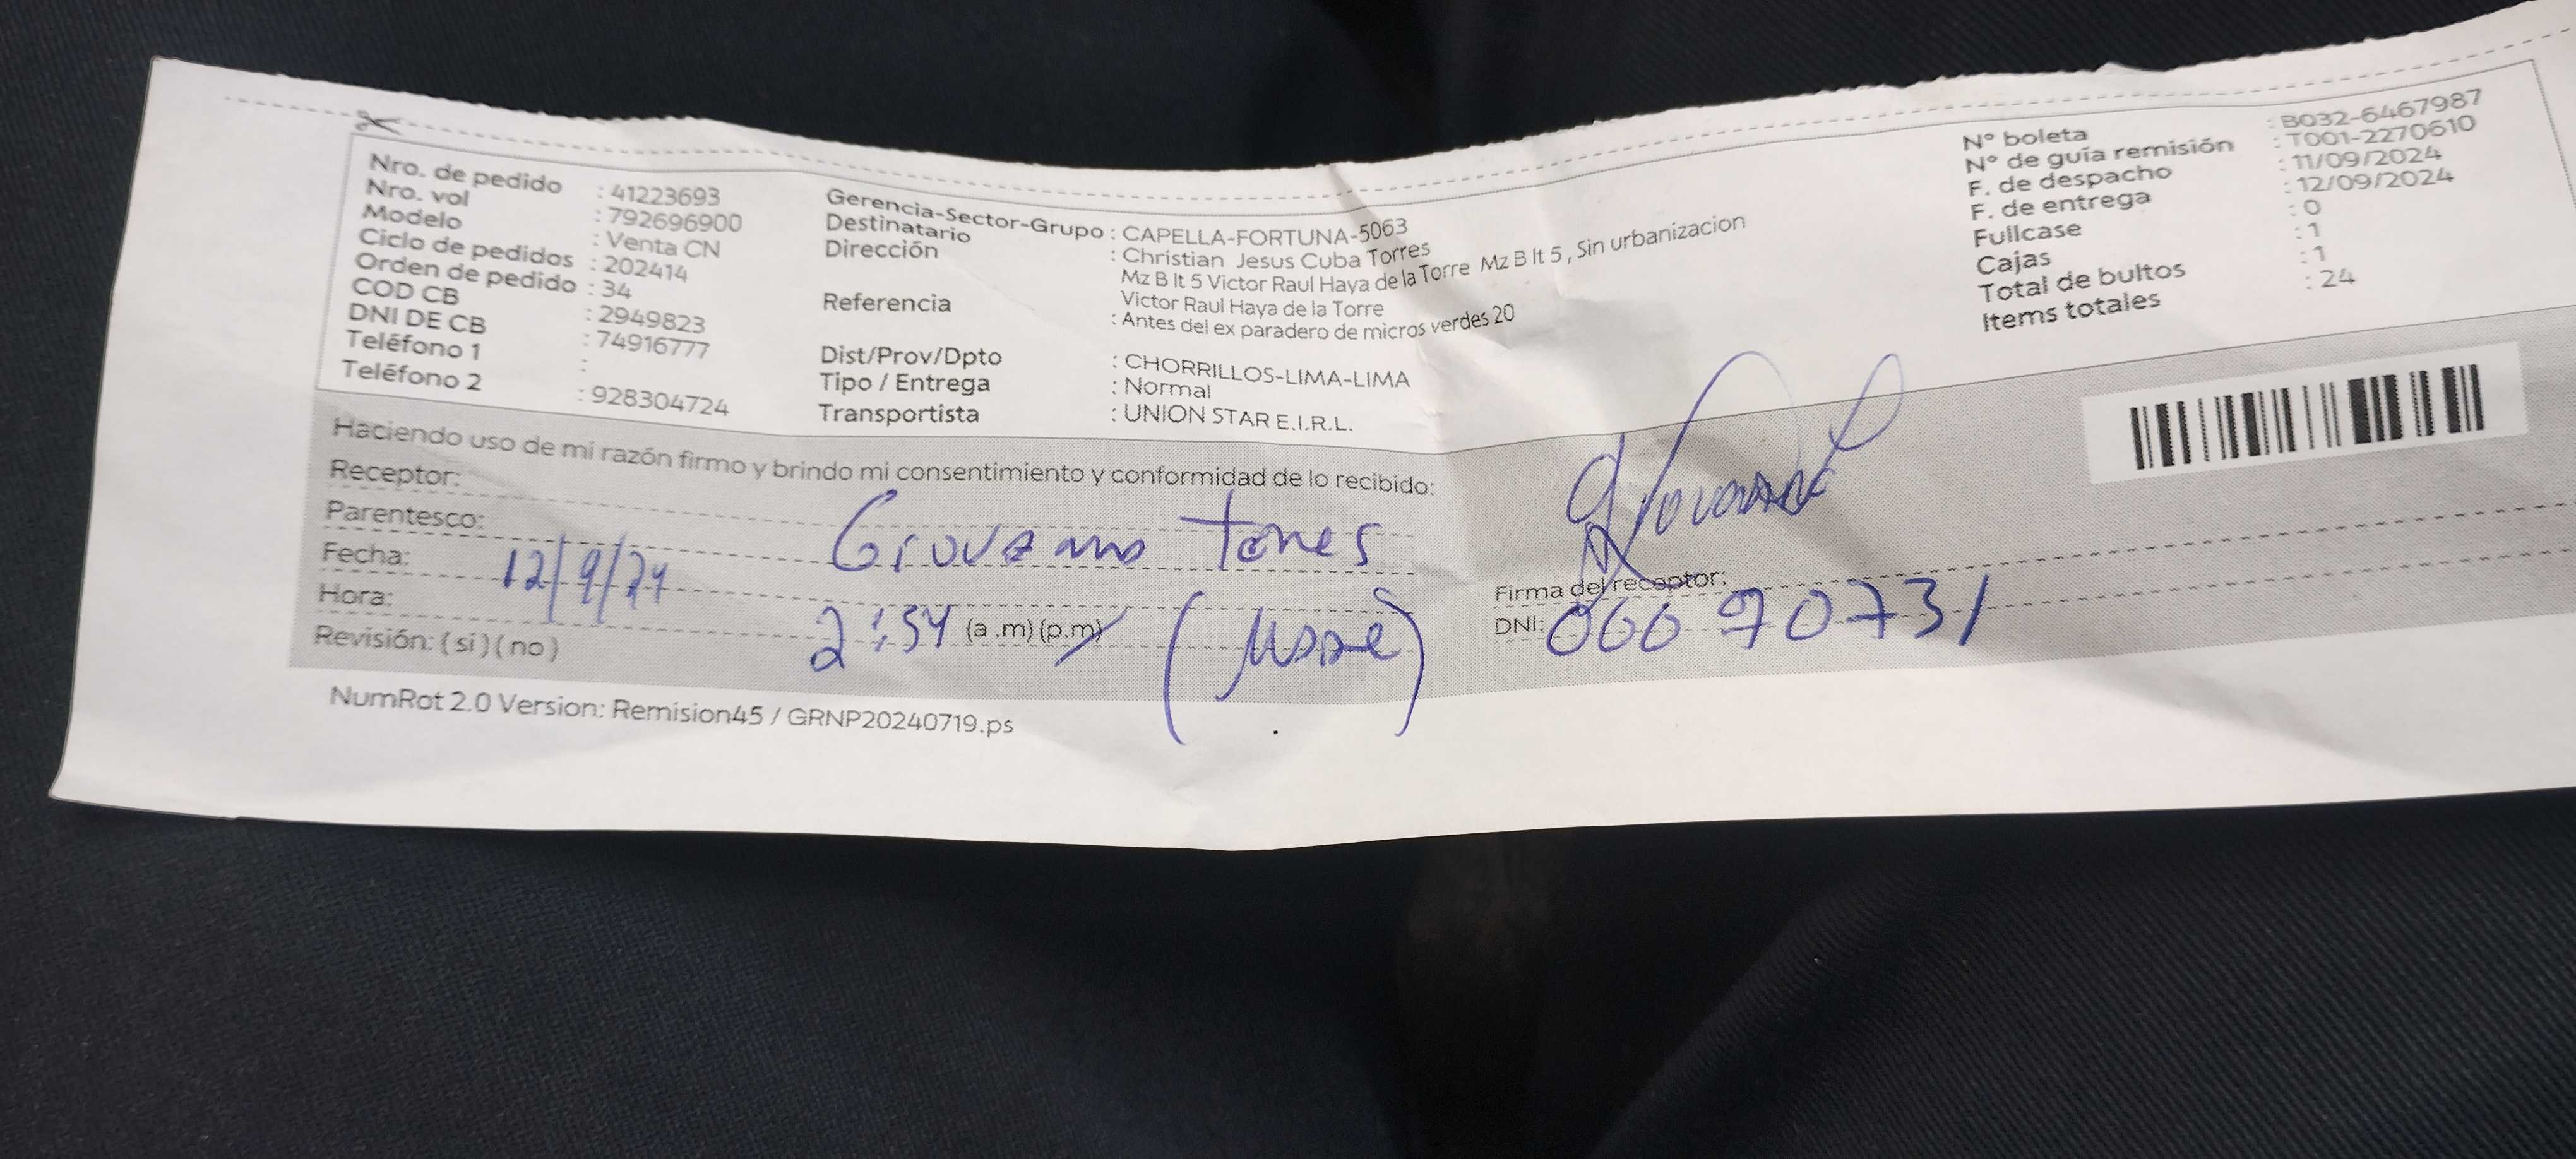 Nro. de pedido : 41223693
Nro. vol : 792696900
Modelo : Venta CN
Ciclo de pedidos : 202414
Orden de pedido : 34
COD CB : 2949823
DNI DE CB : 74916777
Teléfono 1 :
Teléfono 2 : 928304724
Gerencia-Sector-Grupo : CAPELLA-FORTUNA-5063
Destinatario : Christian Jesus Cuba Torres
Dirección : Mz B lt 5 Victor Raul Haya de la Torre Mz B lt 5 , Sin urbanizacion
Victor Raul Haya de la Torre
Referencia : Antes del ex paradero de micros verdes 20
Dist/Prov/Dpto : CHORRILLOS-LIMA-LIMA
Tipo / Entrega : Normal
Transportista : UNION STAR E.I.R.L.
N° boleta : B032-6467987
N° de guía remisión : T001-2270610
F. de despacho : 11/09/2024
F. de entrega : 12/09/2024
Fullcase : 0
Cajas : 1
Total de bultos : 1
Items totales : 24
Haciendo uso de mi razón firmo y brindo mi consentimiento y conformidad de lo recibido:
Receptor:
Parentesco:
Fecha: 12/9/24
Hora: 2:54 (a .m) (p.m)
Revisión: ( si ) ( no )
Firma del receptor:
DNI: 06690731
NumRot 2.0 Version: Remision45 / GRNP20240719.ps